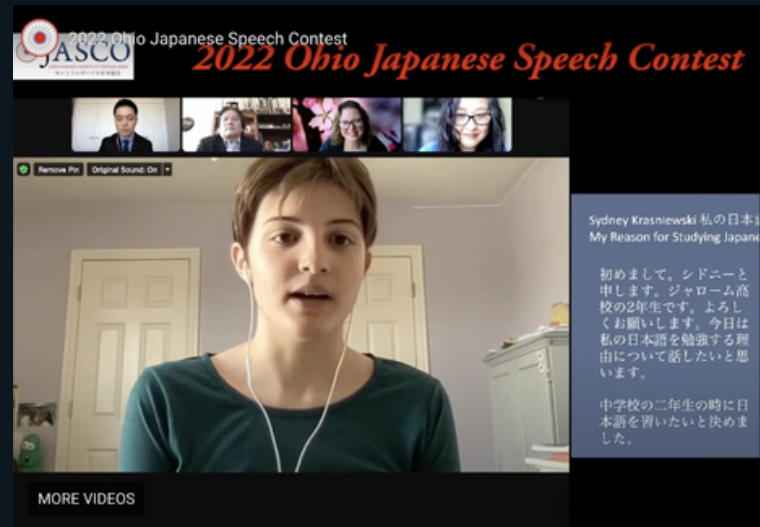 2022 Ohio Japanese Speech Contest
JASCO
2022 Ohio Japanese Speech Contest
Remove Pin
Original Sound: On
Sydney Krasniewski 私の日本
My Reason for Studying Japane
初めまして。シドニーと
申します。ジャローム高
校の2年生です。よろし
くお願いします。今日は
私の日本語を勉強する理
由について話したいと思
います。
中学校の二年生の時に日
本語を習いたいと決めま
した。
MORE VIDEOS